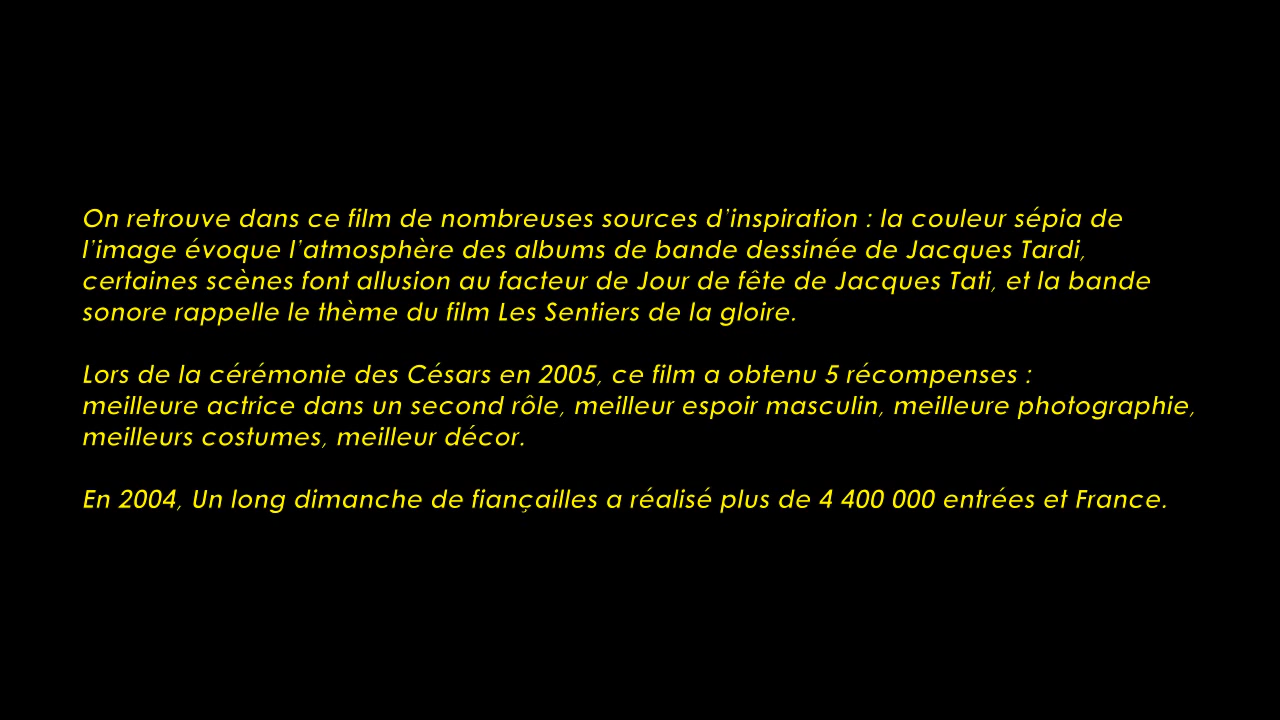 On retrouve dans ce film de nombreuses sources d'inspiration : la couleur sépia de
l'image évoque l'atmosphère des albums de bande dessinée de Jacques Tardi,
certaines scènes font allusion au facteur de Jour de fête de Jacques Tati, et la bande
sonore rappelle le thème du film Les Sentiers de la gloire.
Lors de la cérémonie des Césars en 2005, ce film a obtenu 5 récompenses :
meilleure actrice dans un second rôle, meilleur espoir masculin, meilleure photographie,
meilleurs costumes, meilleur décor.
En 2004, Un long dimanche de fiançailles a réalisé plus de 4 400 000 entrées et France.